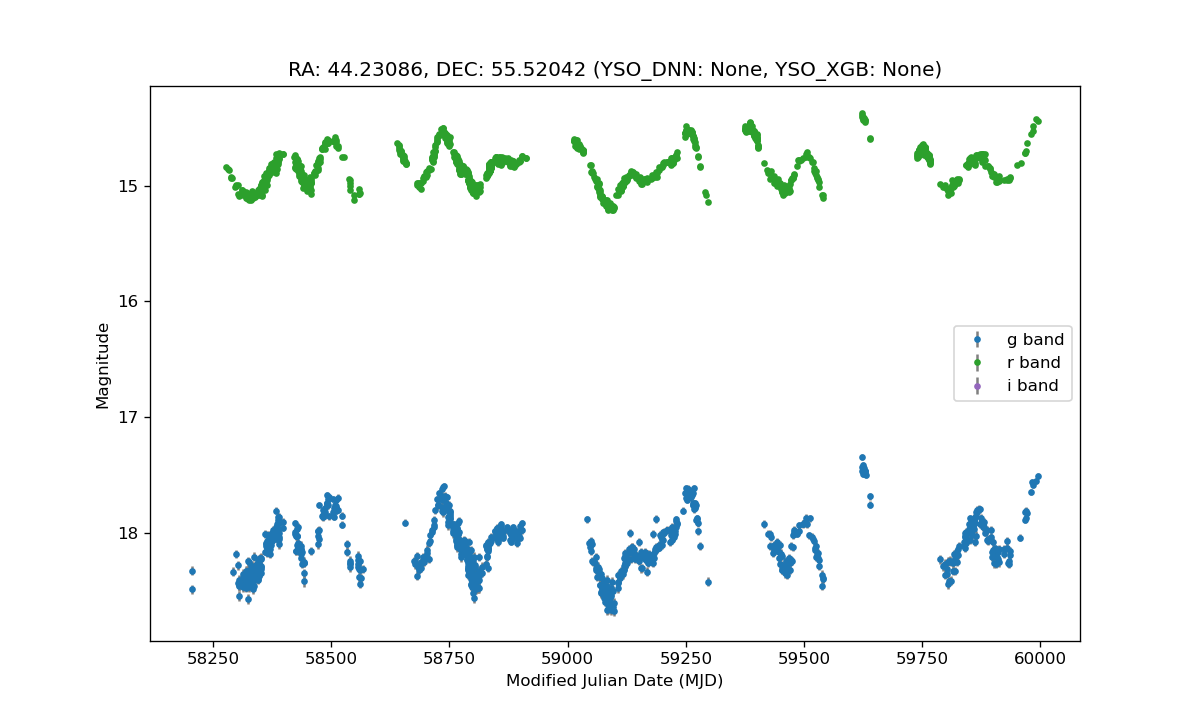 RA: 44.23086, DEC: 55.52042 (YSO_DNN: None, YSO_XGB: None)
Magnitude
15
16
17
18
g band
r band
i band
58250 58500 58750 59000 59250 59500 59750 60000
Modified Julian Date (MJD)